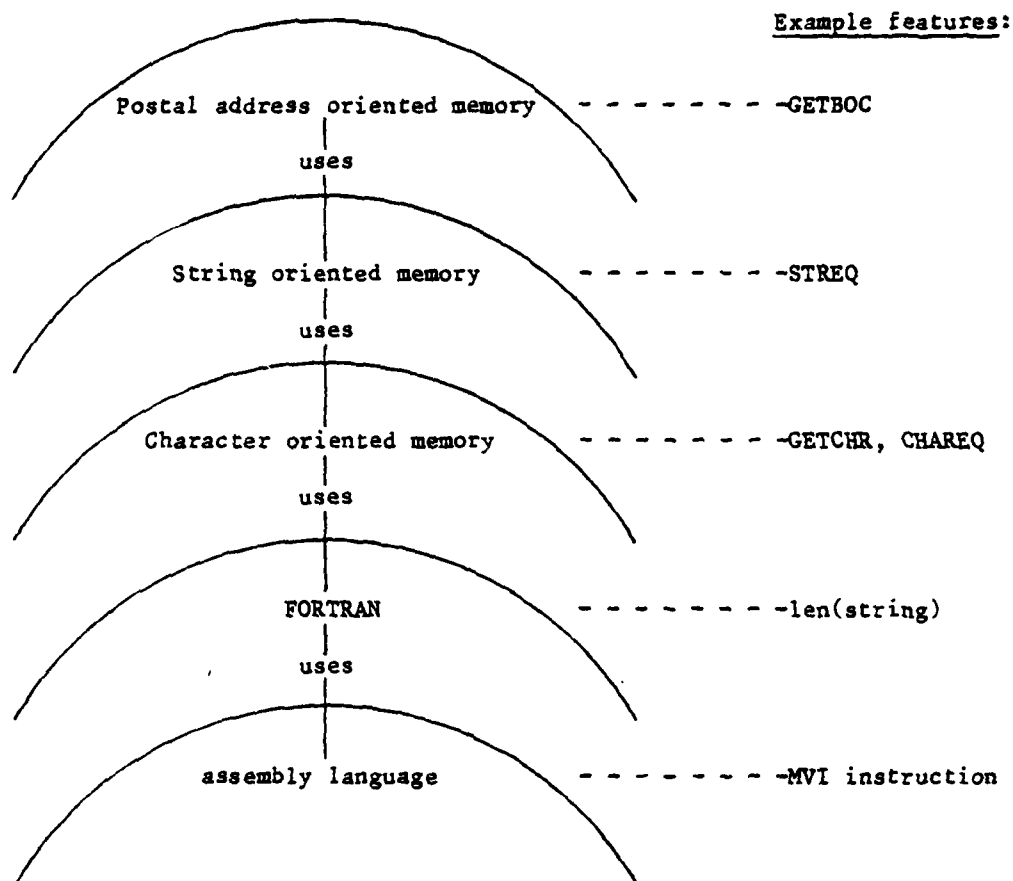 Example features:
Postal address oriented memory - - - - - - - -GETBOC
uses
String oriented memory - - - - - - - -STREQ
uses
Character oriented memory - - - - - - - -GETCHR, CHAREQ
uses
FORTRAN - - - - - - - -len(string)
uses
assembly language - - - - - - - -MVI instruction